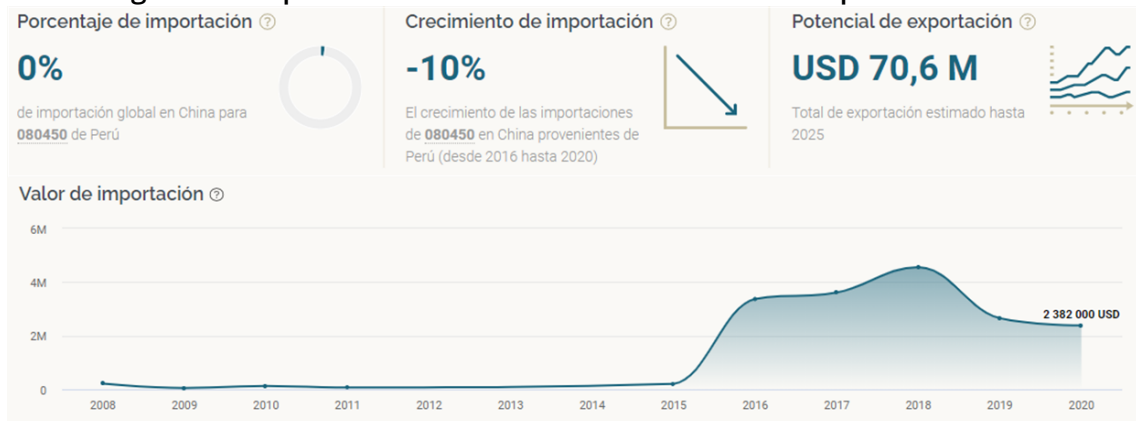 Porcentaje de importación ?
0%
de importación global en China para
080450 de Perú
Crecimiento de importación ?
-10%
El crecimiento de las importaciones
de 080450 en China provenientes de
Perú (desde 2016 hasta 2020)
Potencial de exportación ?
USD 70,6 M
Total de exportación estimado hasta
2025
Valor de importación ?
6M
4M
2M
0
2 382 000 USD
2008 2009 2010 2011 2012 2013 2014 2015 2016 2017 2018 2019 2020